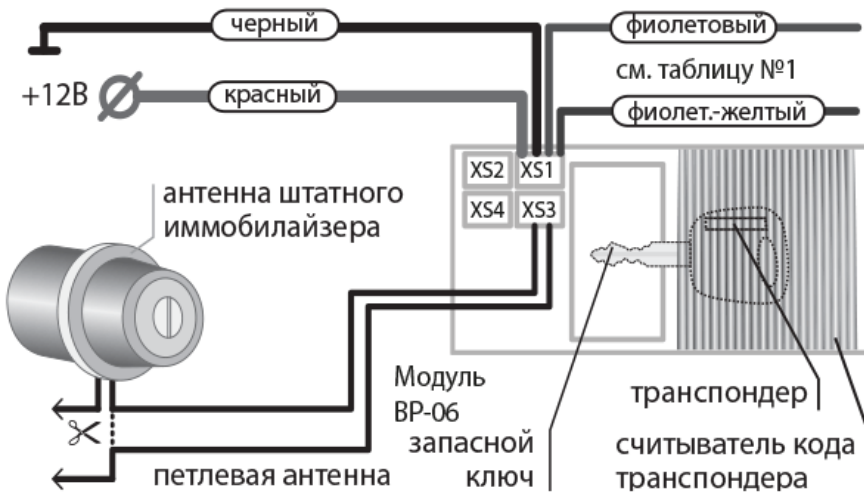 черный
фиолетовый
см. таблицу №1
+12В
красный
фиолет.-желтый
XS2 XS1
XS4 XS3
антенна штатного
иммобилайзера
Модуль
ВР-06
запасной
ключ
транспондер
считыватель кода
транспондера
петлевая антенна